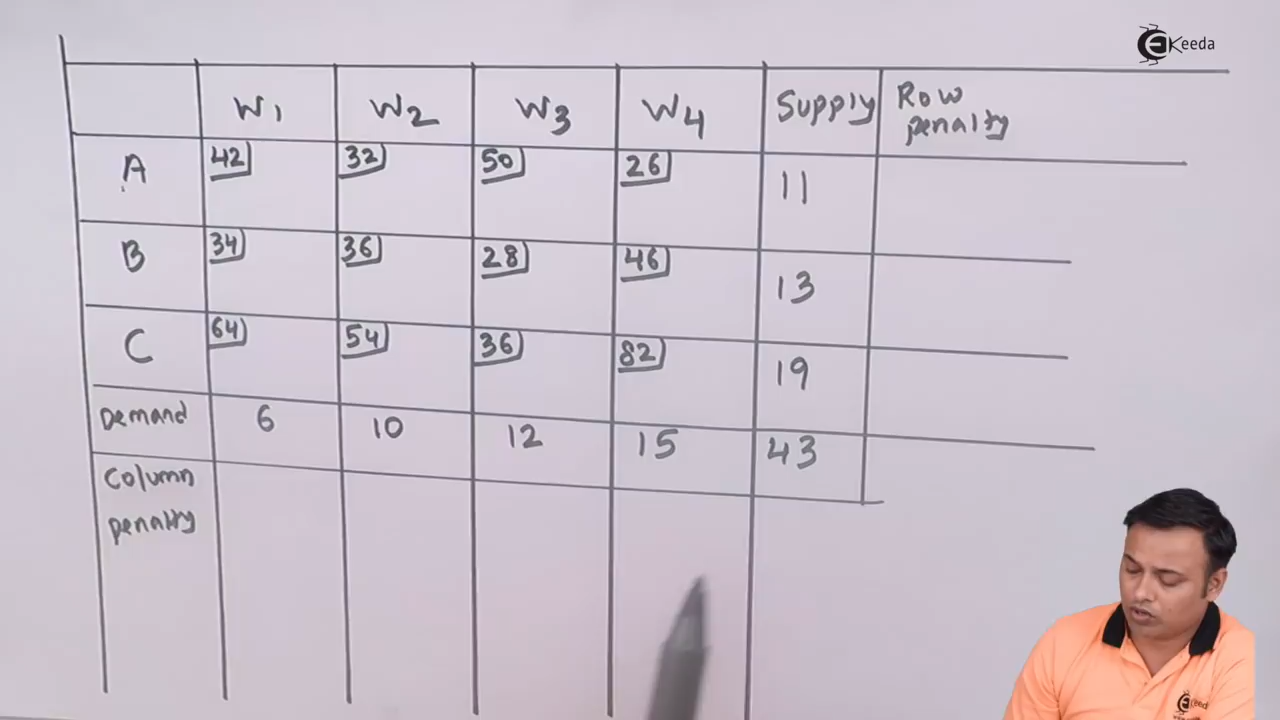 Ekeeda
W1 W2 W3 W4 Supply Row penalty
A 42 32 50 26 11
B 34 36 28 46 13
C 64 54 36 82 19
Demand 6 10 12 15 43
Column
penalty